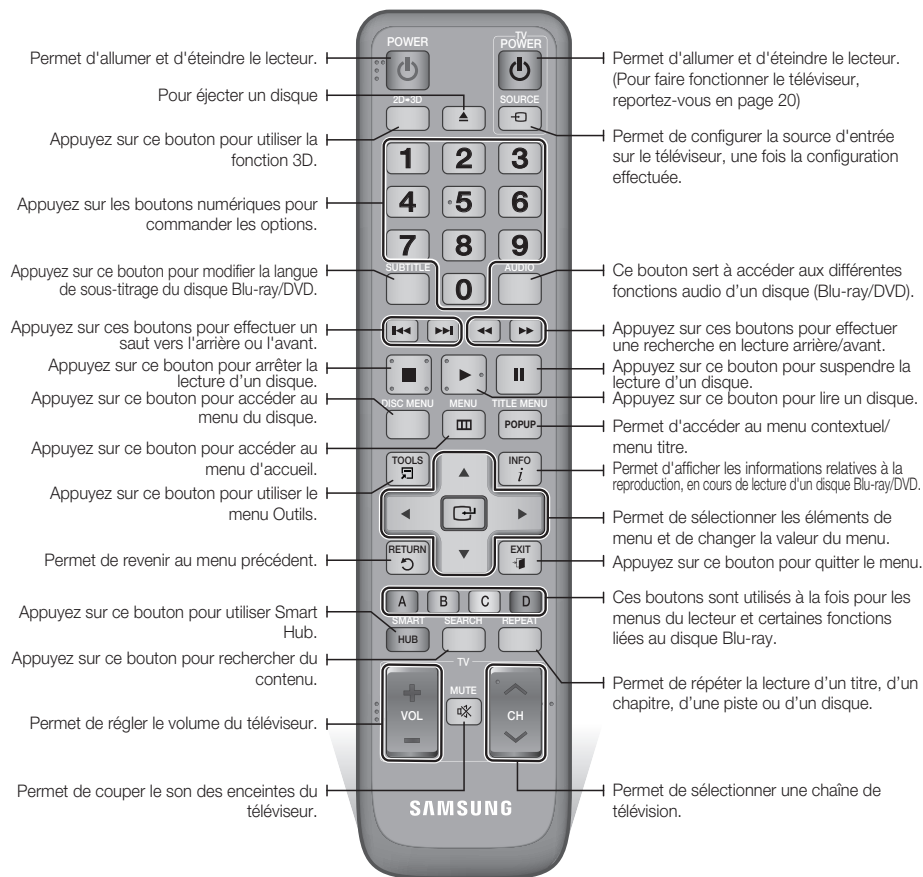 POWER
TV
POWER
Permet d'allumer et d'éteindre le lecteur.
Permet d'allumer et d'éteindre le lecteur.
(Pour faire fonctionner le téléviseur,
reportez-vous en page 20)
Pour éjecter un disque
2D➞3D
SOURCE
Appuyez sur ce bouton pour utiliser la
fonction 3D.
Permet de configurer la source d'entrée
sur le téléviseur, une fois la configuration
effectuée.
1 2 3
4 5 6
7 8 9
0
Appuyez sur les boutons numériques pour
commander les options.
SUBTITLE
AUDIO
Appuyez sur ce bouton pour modifier la langue
de sous-titrage du disque Blu-ray/DVD.
Ce bouton sert à accéder aux différentes
fonctions audio d’un disque (Blu-ray/DVD).
Appuyez sur ces boutons pour effectuer un
saut vers l'arrière ou l'avant.
Appuyez sur ces boutons pour effectuer
une recherche en lecture arrière/avant.
Appuyez sur ce bouton pour arrêter la
lecture d’un disque.
Appuyez sur ce bouton pour suspendre la
lecture d’un disque.
Appuyez sur ce bouton pour lire un disque.
DISC MENU MENU TITLE MENU
POPUP
Appuyez sur ce bouton pour accéder au
menu du disque.
Permet d'accéder au menu contextuel/
menu titre.
Appuyez sur ce bouton pour accéder au
menu d'accueil.
TOOLS
INFO
i
Permet d'afficher les informations relatives à la
reproduction, en cours de lecture d'un disque Blu-ray/DVD.
Appuyez sur ce bouton pour utiliser le
menu Outils.
Permet de sélectionner les éléments de
menu et de changer la valeur du menu.
RETURN
EXIT
Permet de revenir au menu précédent.
Appuyez sur ce bouton pour quitter le menu.
A B C D
Ces boutons sont utilisés à la fois pour les
menus du lecteur et certaines fonctions
liées au disque Blu-ray.
SMART SEARCH REPEAT
HUB
Appuyez sur ce bouton pour utiliser Smart
Hub.
Appuyez sur ce bouton pour rechercher du
contenu.
Permet de répéter la lecture d’un titre, d’un
chapitre, d’une piste ou d’un disque.
TV
MUTE
VOL
CH
Permet de régler le volume du téléviseur.
Permet de couper le son des enceintes du
téléviseur.
Permet de sélectionner une chaîne de
télévision.
SAMSUNG